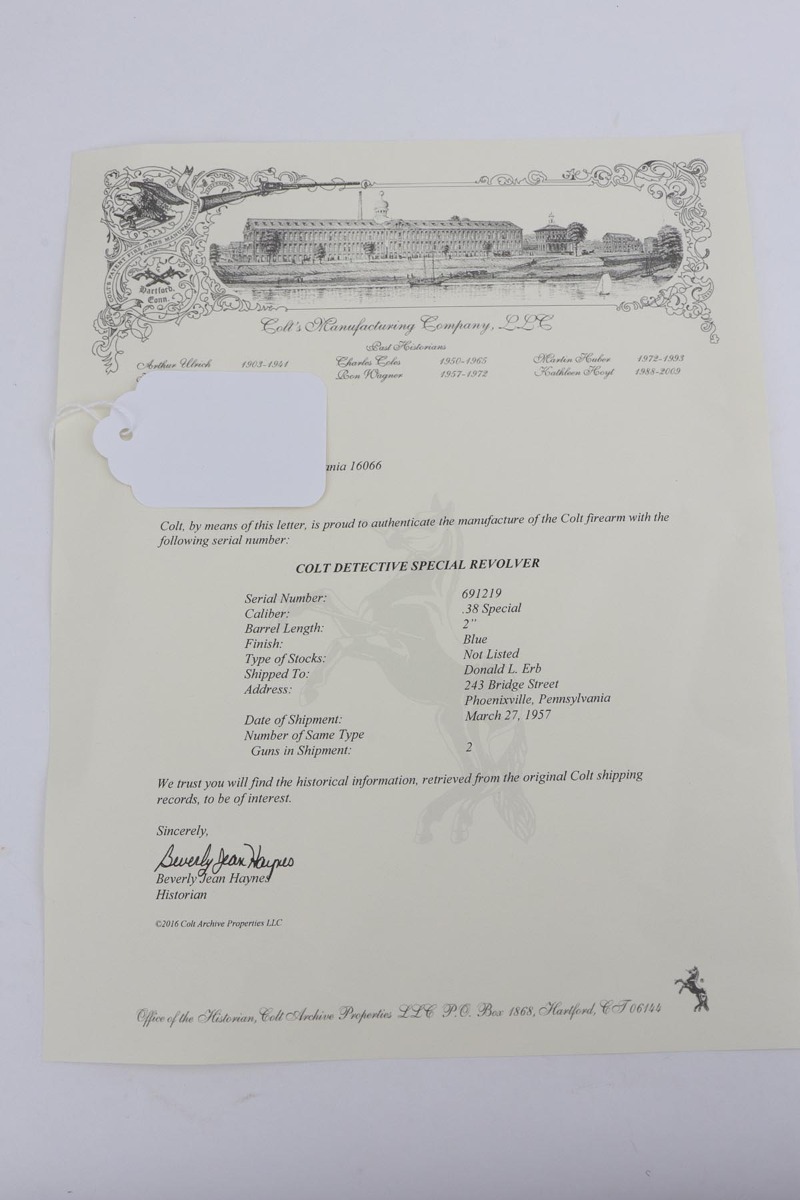 COLT'S PATENT FIRE ARMS
Hartford,
Conn.
Colt's Manufacturing Company, LLC
Past Historians
Arthur Ulrich 1903-1941 Charles Coles 1950-1965 Martin Huber 1972-1993
Ron Wagner 1957-1972 Kathleen Hoyt 1988-2009
ania 16066
Colt, by means of this letter, is proud to authenticate the manufacture of the Colt firearm with the
following serial number:
COLT DETECTIVE SPECIAL REVOLVER
Serial Number: 691219
Caliber: .38 Special
Barrel Length: 2"
Finish: Blue
Type of Stocks: Not Listed
Shipped To: Donald L. Erb
Address: 243 Bridge Street
Phoenixville, Pennsylvania
Date of Shipment: March 27, 1957
Number of Same Type
Guns in Shipment: 2
We trust you will find the historical information, retrieved from the original Colt shipping
records, to be of interest.
Sincerely,
Beverly Jean Haynes
Beverly Jean Haynes
Historian
©2016 Colt Archive Properties LLC
Office of the Historian, Colt Archive Properties LLC P.O. Box 1868, Hartford, CT 06144